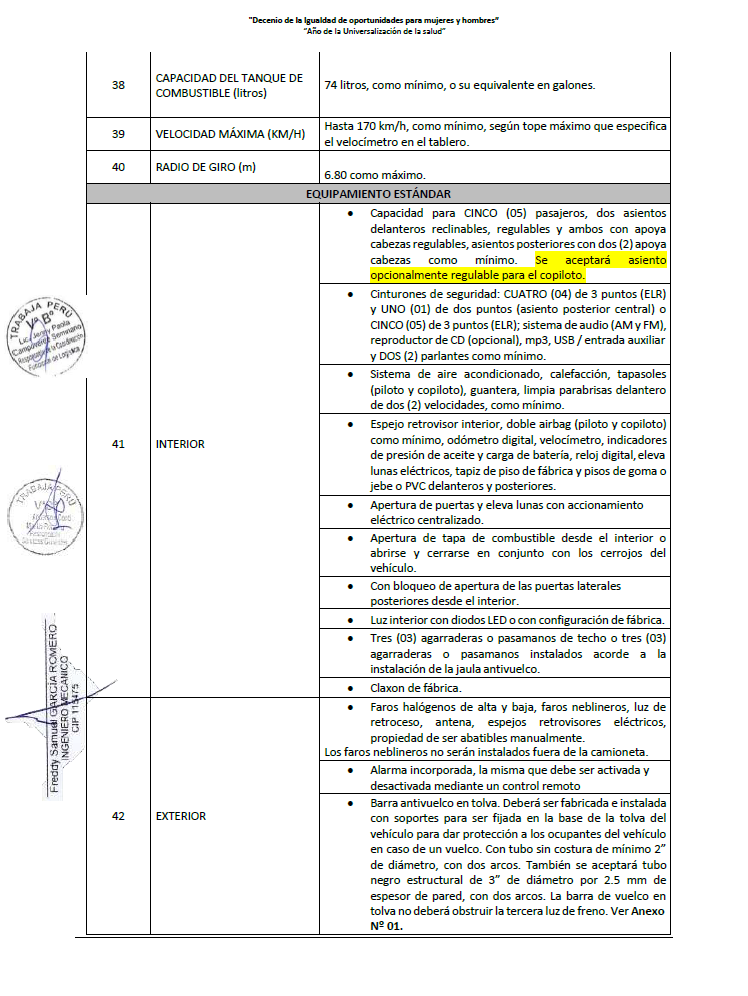 "Decenio de la Igualdad de oportunidades para mujeres y hombres"
"Año de la Universalización de la salud"
38
CAPACIDAD DEL TANQUE DE
COMBUSTIBLE (litros)
74 litros, como mínimo, o su equivalente en galones.
39
VELOCIDAD MÁXIMA (KM/H)
Hasta 170 km/h, como mínimo, según tope máximo que especifica
el velocímetro en el tablero.
40
RADIO DE GIRO (m)
6.80 como máximo.
EQUIPAMIENTO ESTÁNDAR
41
INTERIOR
• Capacidad para CINCO (05) pasajeros, dos asientos
delanteros reclinables, regulables y ambos con apoya
cabezas regulables, asientos posteriores con dos (2) apoya
cabezas como mínimo. Se aceptará asiento
opcionalmente regulable para el copiloto.
• Cinturones de seguridad: CUATRO (04) de 3 puntos (ELR)
y UNO (01) de dos puntos (asiento posterior central) o
CINCO (05) de 3 puntos (ELR); sistema de audio (AM y FM),
reproductor de CD (opcional), mp3, USB / entrada auxiliar
y DOS (2) parlantes como mínimo.
• Sistema de aire acondicionado, calefacción, tapasoles
(piloto y copiloto), guantera, limpia parabrisas delantero
de dos (2) velocidades, como mínimo.
• Espejo retrovisor interior, doble airbag (piloto y copiloto)
como mínimo, odómetro digital, velocímetro, indicadores
de presión de aceite y carga de batería, reloj digital, eleva
lunas eléctricos, tapiz de piso de fábrica y pisos de goma o
jebe o PVC delanteros y posteriores.
• Apertura de puertas y eleva lunas con accionamiento
eléctrico centralizado.
• Apertura de tapa de combustible desde el interior o
abrirse y cerrarse en conjunto con los cerrojos del
vehículo.
• Con bloqueo de apertura de las puertas laterales
posteriores desde el interior.
• Luz interior con diodos LED o con configuración de fábrica.
• Tres (03) agarraderas o pasamanos de techo o tres (03)
agarraderas o pasamanos instalados acorde a la
instalación de la jaula antivuelco.
• Claxon de fábrica.
42
EXTERIOR
• Faros halógenos de alta y baja, faros neblineros, luz de
retroceso, antena, espejos retrovisores eléctricos,
propiedad de ser abatibles manualmente.
Los faros neblineros no serán instalados fuera de la camioneta.
• Alarma incorporada, la misma que debe ser activada y
desactivada mediante un control remoto
• Barra antivuelco en tolva. Deberá ser fabricada e instalada
con soportes para ser fijada en la base de la tolva del
vehículo para dar protección a los ocupantes del vehículo
en caso de un vuelco. Con tubo sin costura de mínimo 2"
de diámetro, con dos arcos. También se aceptará tubo
negro estructural de 3" de diámetro por 2.5 mm de
espesor de pared, con dos arcos. La barra de vuelco en
tolva no deberá obstruir la tercera luz de freno. Ver Anexo
Nº 01.
TRABAJA PERÚ
VºBº
TRABAJA PERÚ
Freddy Samuel GARCÍA ROMERO
INGENIERO MECANICO
CIP 115475